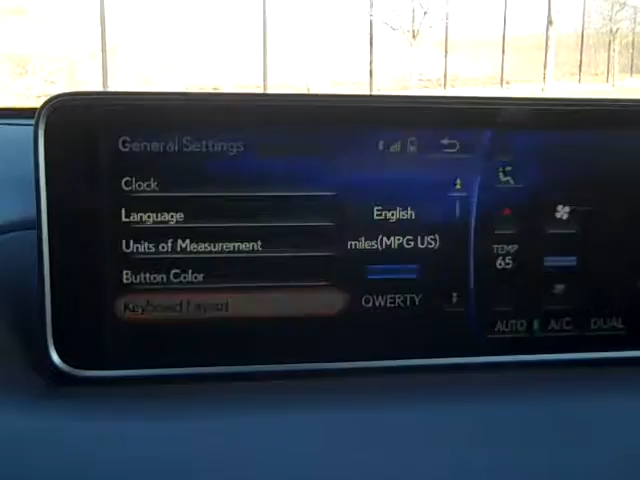 General Settings
Clock
Language English
Units of Measurement miles(MPG US)
Button Color
Keyboard Layout QWERTY
TEMP
65
AUTO A/C DUAL